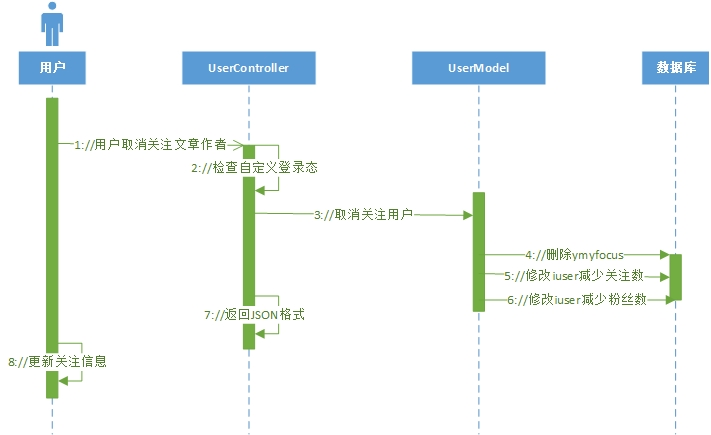 用户
UserController
UserModel
数据库
1://用户取消关注文章作者
2://检查自定义登录态
3://取消关注用户
4://删除ymyfocus
5://修改iuser减少关注数
6://修改iuser减少粉丝数
7://返回JSON格式
8://更新关注信息